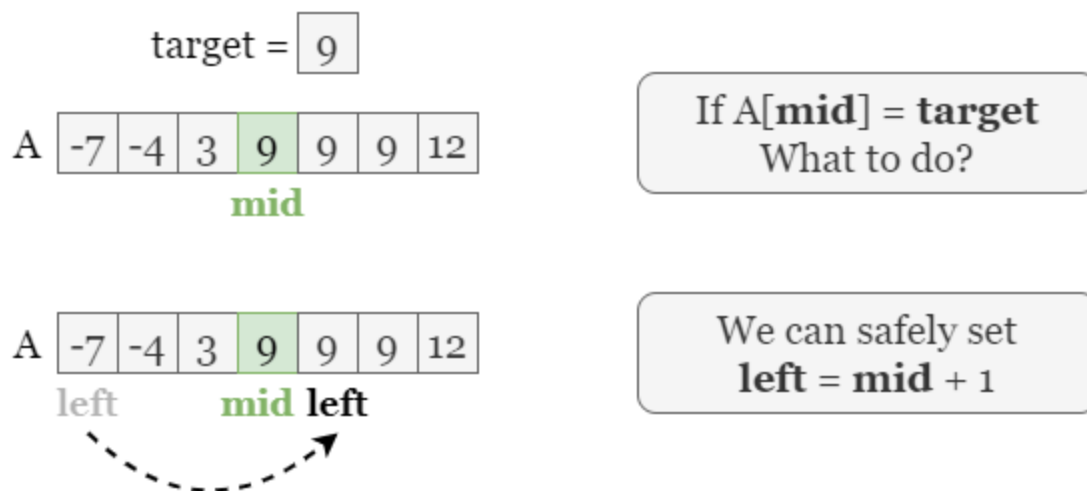 target = 9
A -7 -4 3 9 9 9 12
mid
If A[mid] = target
What to do?
A -7 -4 3 9 9 9 12
left mid left
We can safely set
left = mid + 1